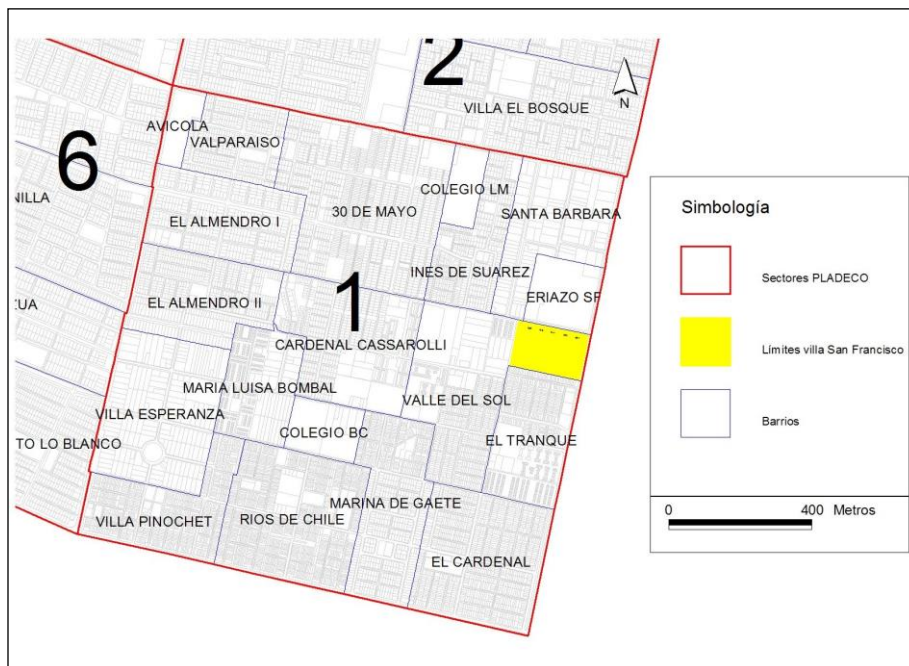 2
N
VILLA EL BOSQUE
AVICOLA
VALPARAISO
6
COLEGIO LM
30 DE MAYO
SANTA BARBARA
NILLA
EL ALMENDRO I
INES DE SUAREZ
ERIAZO SF
EL ALMENDRO II
1
CARDENAL CASSAROLLI
MARIA LUISA BOMBAL
VALLE DEL SOL
VILLA ESPERANZA
COLEGIO BC
EL TRANQUE
TO LO BLANCO
MARINA DE GAETE
VILLA PINOCHET
RIOS DE CHILE
EL CARDENAL
Simbología
Sectores PLADECO
Límites villa San Francisco
Barrios
0 400 Metros